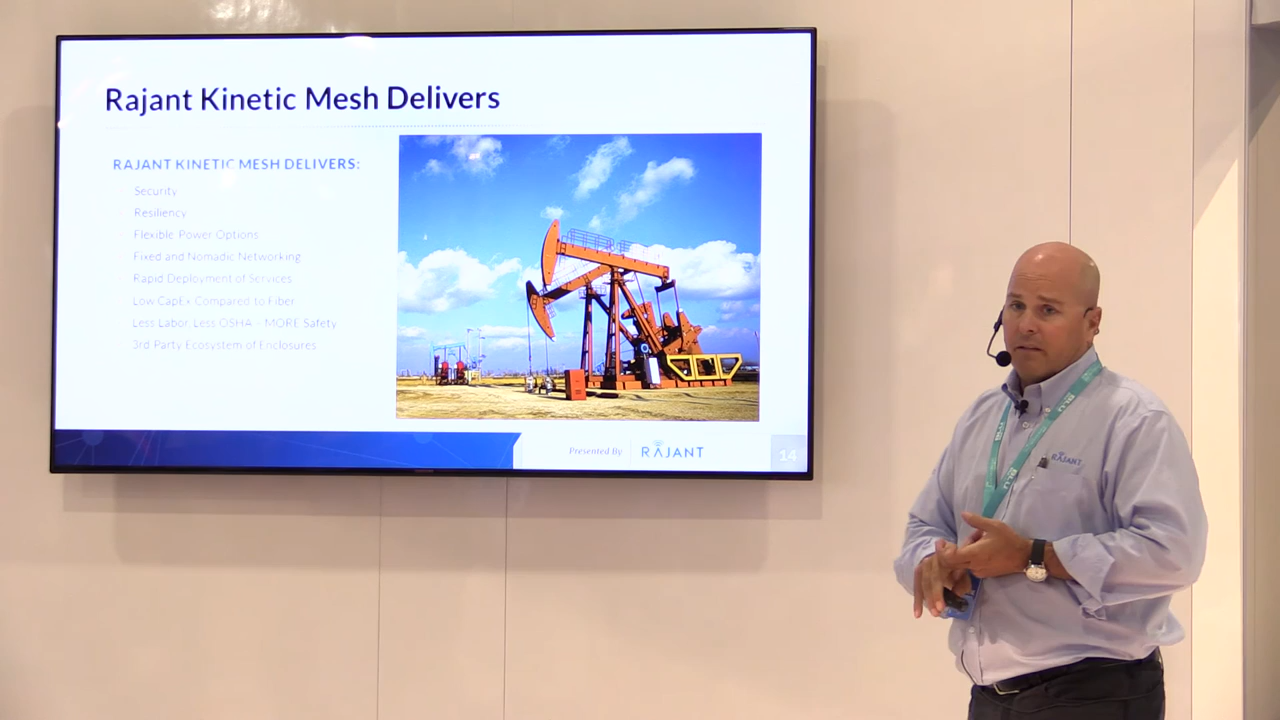 Rajant Kinetic Mesh Delivers
RAJANT KINETIC MESH DELIVERS:
Security
Resiliency
Flexible Power Options
Fixed and Nomadic Networking
Rapid Deployment of Services
Low CapEx Compared to Fiber
Less Labor, Less OSHA – MORE Safety
3rd Party Ecosystem of Enclosures
Presented By
RAJANT
14
RAJANT